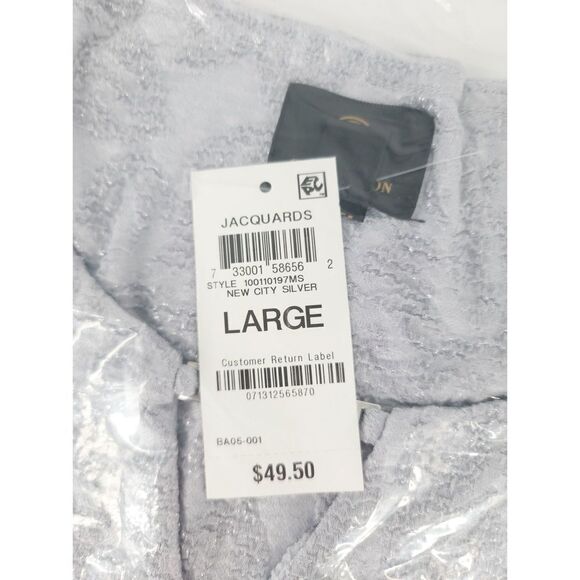 JACQUARDS
7 33001 58656 2
STYLE 100110197MS
NEW CITY SILVER
LARGE
Customer Return Label
071312565870
BA05-001
$49.50
ON